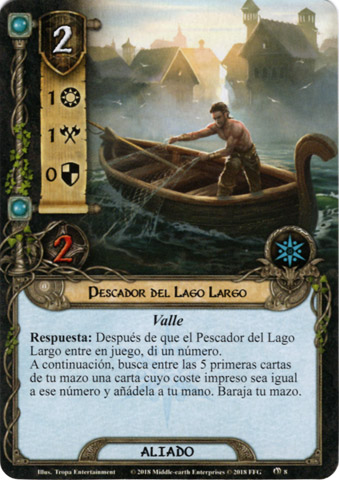 2
1
1
0
2
Pescador del Lago Largo
Valle
Respuesta: Después de que el Pescador del Lago
Largo entre en juego, di un número.
A continuación, busca entre las 5 primeras cartas
de tu mazo una carta cuyo coste impreso sea igual
a ese número y añádela a tu mano. Baraja tu mazo.
ALIADO
Illus. Tropa Entertainment © 2018 Middle-earth Enterprises © 2018 FFG 8